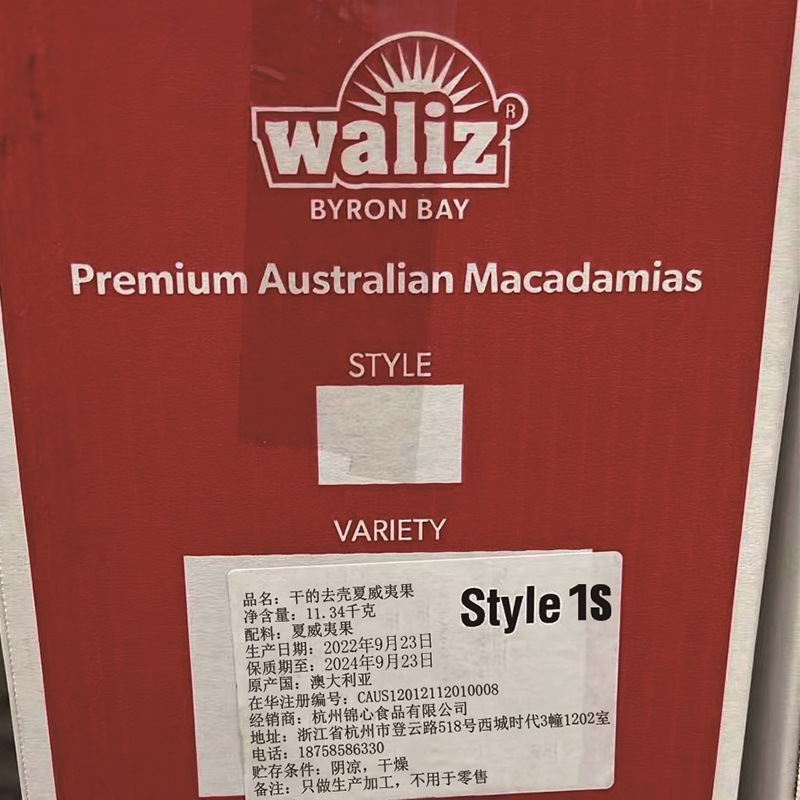 waliz®
BYRON BAY
Premium Australian Macadamias
STYLE
VARIETY
Style 1S
品名：干的去壳夏威夷果
净含量：11.34千克
配料：夏威夷果
生产日期：2022年9月23日
保质期至：2024年9月23日
原产国：澳大利亚
在华注册编号：CAUS12012112010008
经销商：杭州锦心食品有限公司
地址：浙江省杭州市登云路518号西城时代3幢1202室
电话：18758586330
贮存条件：阴凉，干燥
备注：只做生产加工，不用于零售